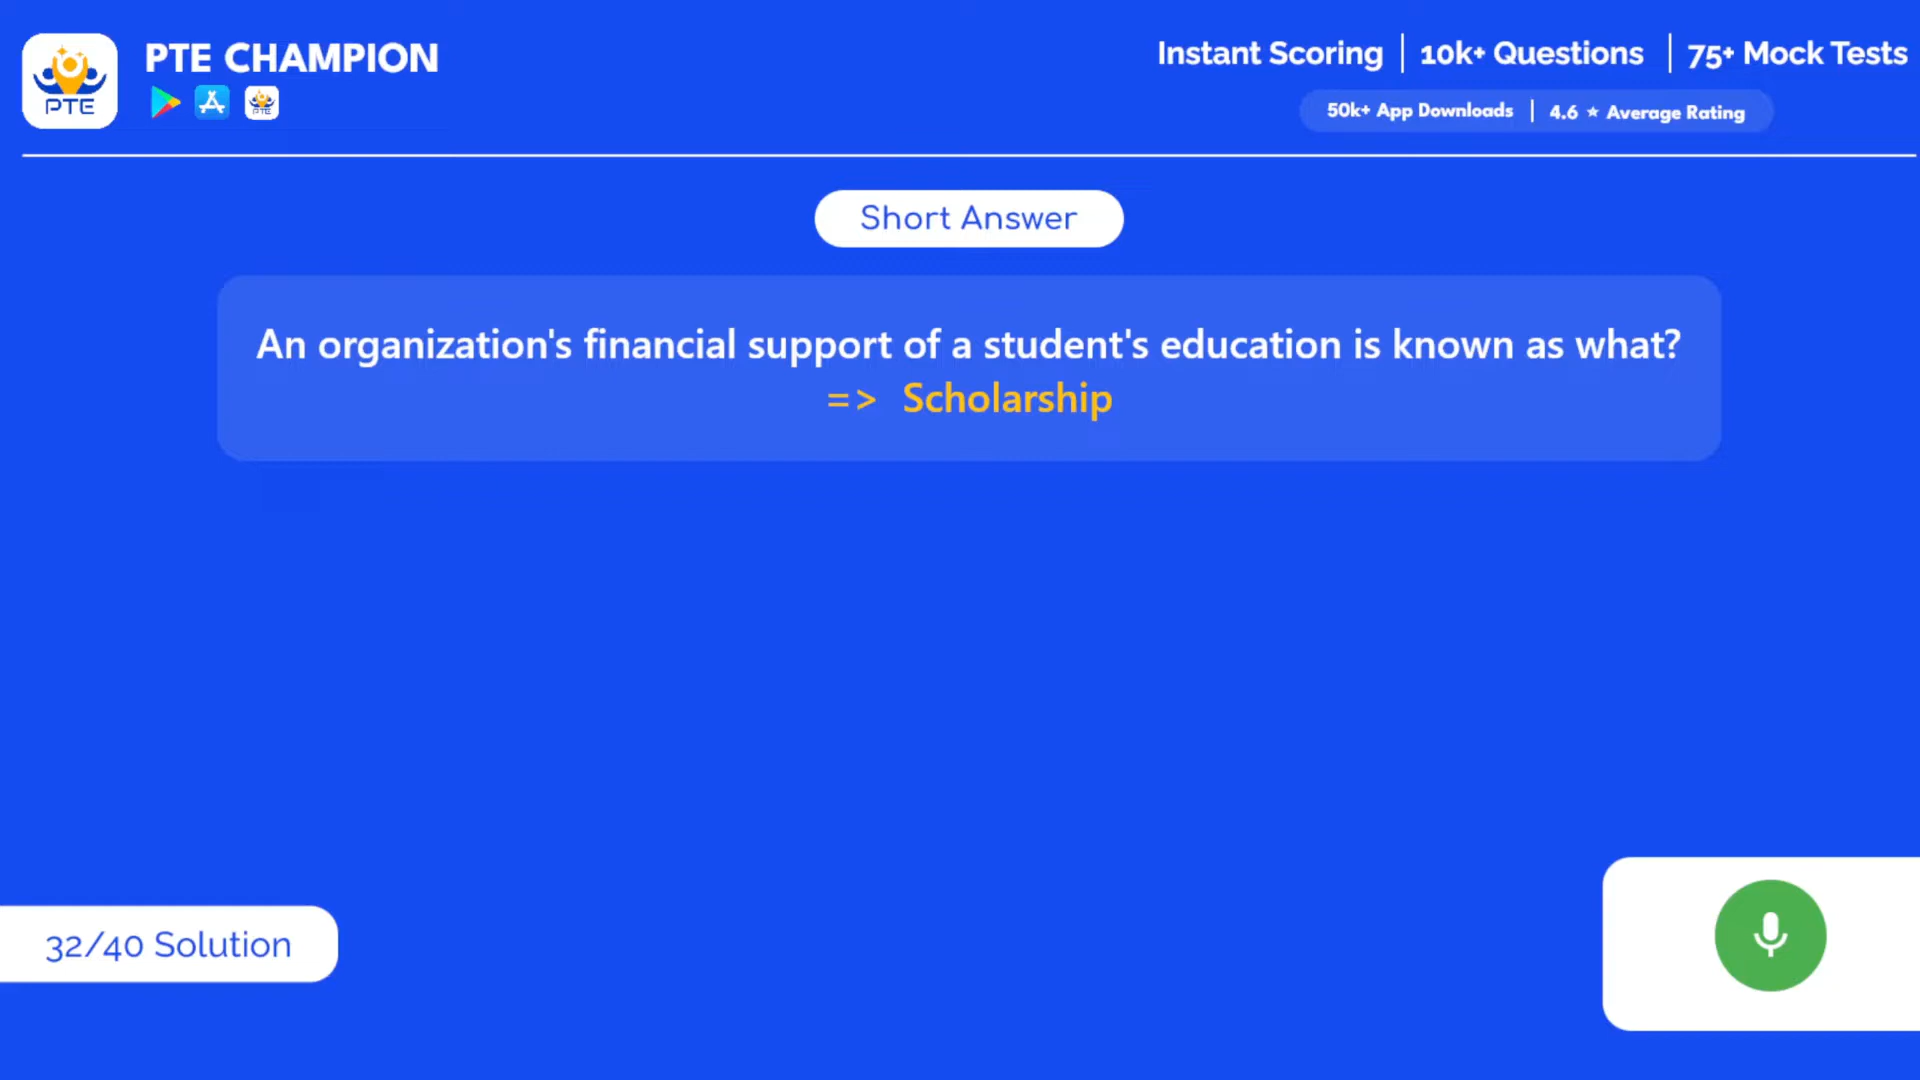 PTE CHAMPION
PTE
PTE
Instant Scoring | 10k+ Questions | 75+ Mock Tests
50k+ App Downloads | 4.6 ★ Average Rating
Short Answer
An organization's financial support of a student's education is known as what?
=> Scholarship
32/40 Solution